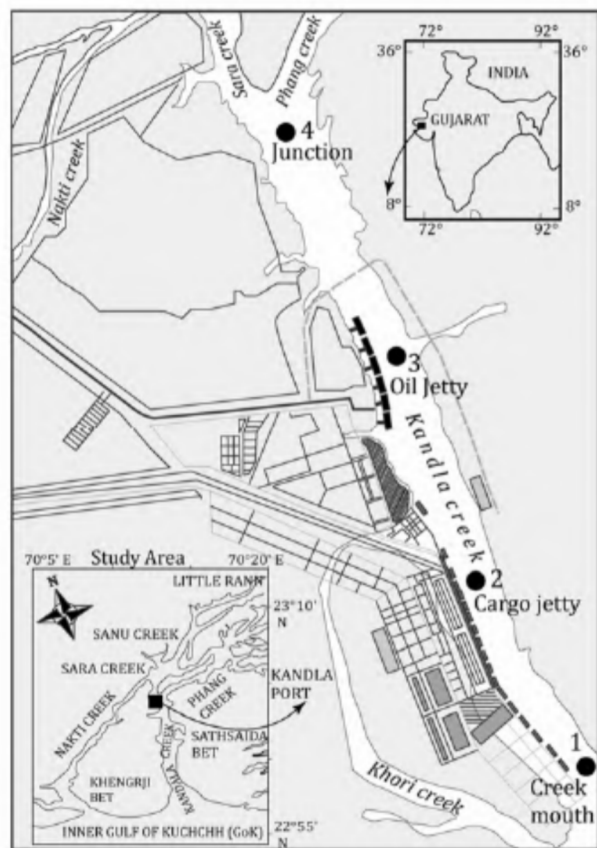 Sara creek
Phang creek
Nakti creek
4
Junction
72°
92°
36°
36°
INDIA
GUJARAT
8°
8°
72°
92°
3
Oil Jetty
Kandla creek
2
Cargo jetty
1
Creek
mouth
Khori creek
Study Area
70°5' E
70°20' E
N
LITTLE RANN
23°10'
N
SANU CREEK
SARA CREEK
NAKTI CREEK
PHANG
CREEK
KANDLA
PORT
SATHSAIDA
BET
KANDALA
CREEK
KHENGRJI
BET
INNER GULF OF KUCHCHH (GoK)
22°55'